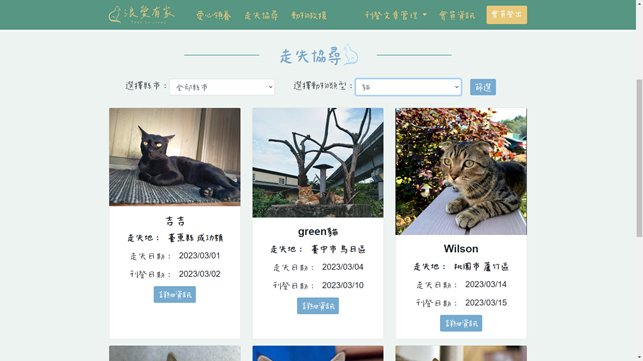 浪愛有家
愛心領養 走失協尋 動物救援 刊登文章管理 會員資訊 會員登出
走失協尋
選擇縣市： 全部縣市 選擇動物類型： 貓 篩選
吉吉
走失地： 臺東縣 成功鎮
走失日期： 2023/03/01
刊登日期： 2023/03/02
詳細資訊
green貓
走失地： 臺中市 烏日區
走失日期： 2023/03/04
刊登日期： 2023/03/10
詳細資訊
Wilson
走失地： 桃園市 蘆竹區
走失日期： 2023/03/14
刊登日期： 2023/03/15
詳細資訊